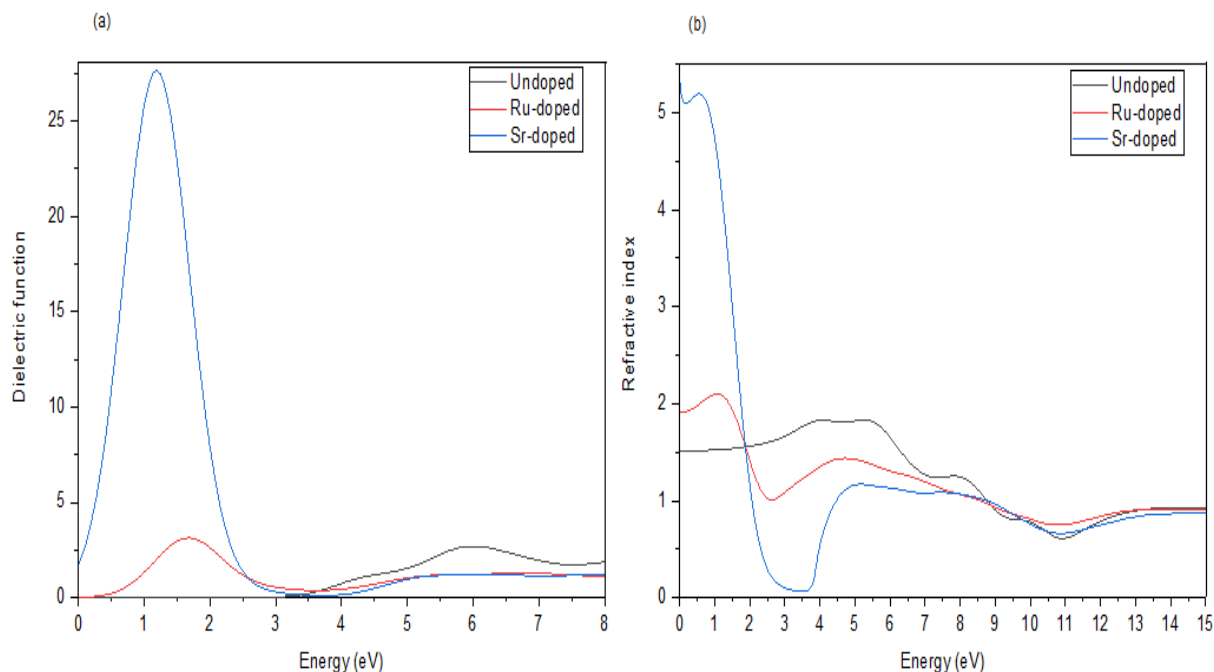 (a)
Undoped
Ru-doped
Sr-doped
25
20
15
10
5
0
Dielectric function
0 1 2 3 4 5 6 7 8
Energy (eV)
(b)
Undoped
Ru-doped
Sr-doped
5
4
3
2
1
0
Refractive index
0 1 2 3 4 5 6 7 8 9 10 11 12 13 14 15
Energy (eV)